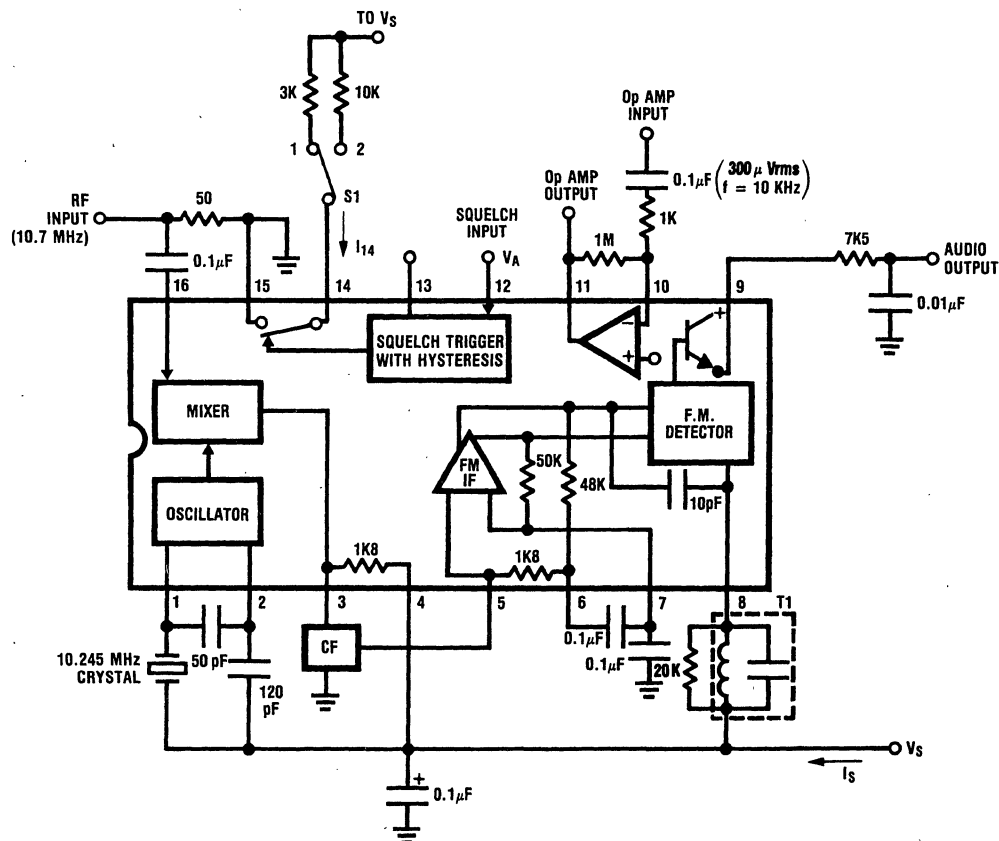 TO VS
3K
10K
1
2
S1
I14
RF
INPUT
(10.7 MHz)
50
0.1µF
Op AMP
INPUT
0.1µF (300 µ Vrms
f = 10 KHz)
1K
Op AMP
OUTPUT
1M
SQUELCH
INPUT
VA
7K5
AUDIO
OUTPUT
0.01µF
16
15
14
13
12
11
10
9
SQUELCH TRIGGER
WITH HYSTERESIS
−
+
+
MIXER
OSCILLATOR
FM
IF
50K
48K
F.M.
DETECTOR
10pF
1K8
1K8
1
2
3
4
5
6
7
8
T1
50 pF
10.245 MHz
CRYSTAL
120
pF
CF
0.1µF
0.1µF
20K
+
0.1µF
VS
IS